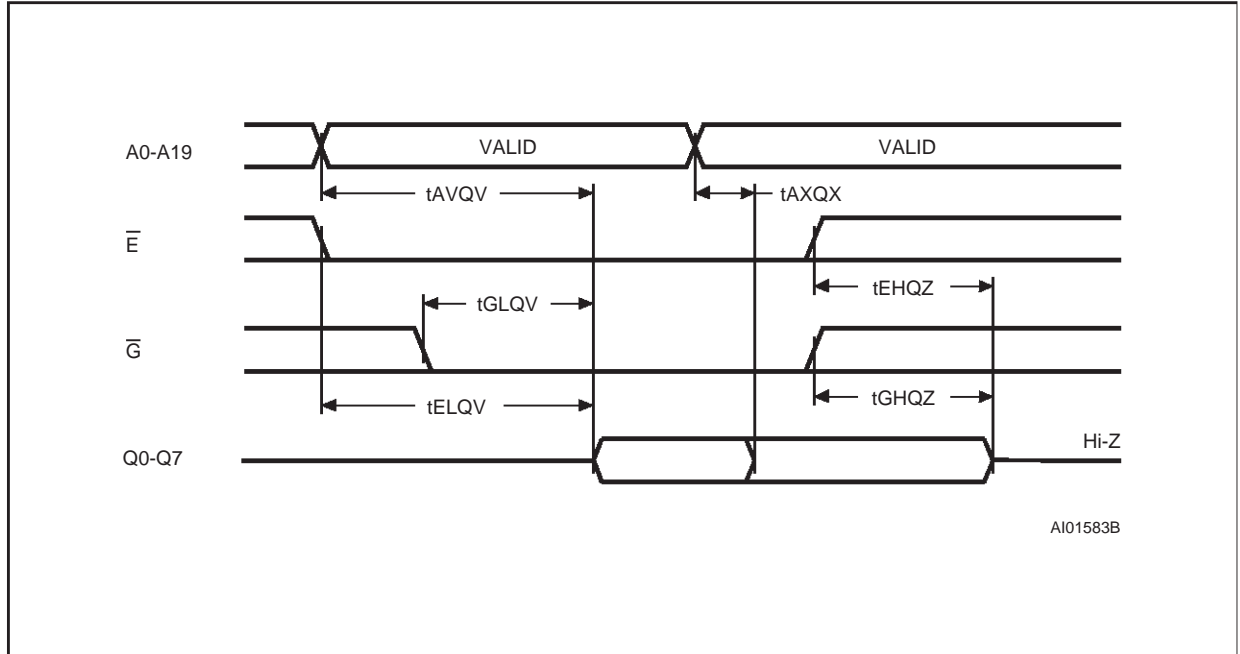 A0-A19
VALID
VALID
tAVQV
tAXQX
E̅
tGLQV
tEHQZ
G̅
tELQV
tGHQZ
Q0-Q7
Hi-Z
AI01583B